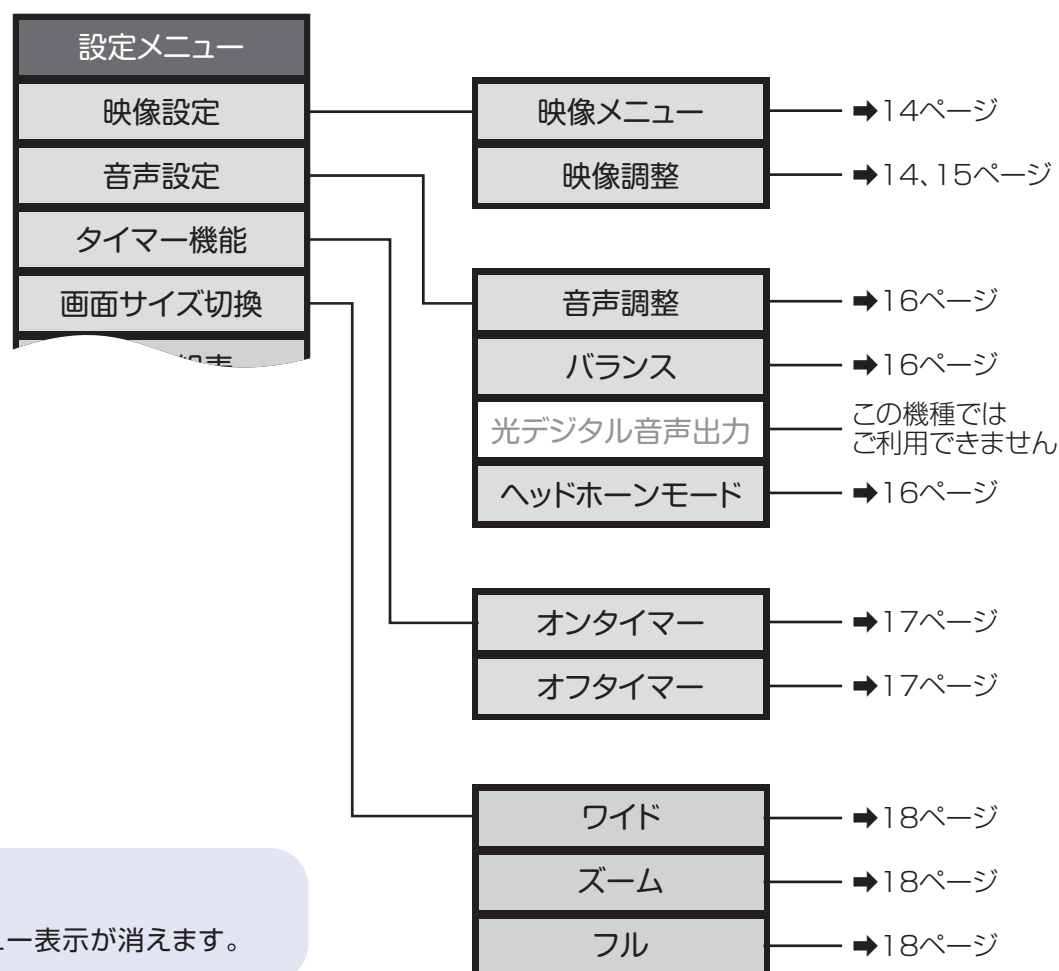 設定メニュー
映像設定
音声設定
タイマー機能
画面サイズ切換
映像メニュー
➡14ページ
映像調整
➡14、15ページ
音声調整
➡16ページ
バランス
➡16ページ
光デジタル音声出力
この機種では
ご利用できません
ヘッドホーンモード
➡16ページ
オンタイマー
➡17ページ
オフタイマー
➡17ページ
ワイド
➡18ページ
ズーム
➡18ページ
フル
➡18ページ
ュー表示が消えます。